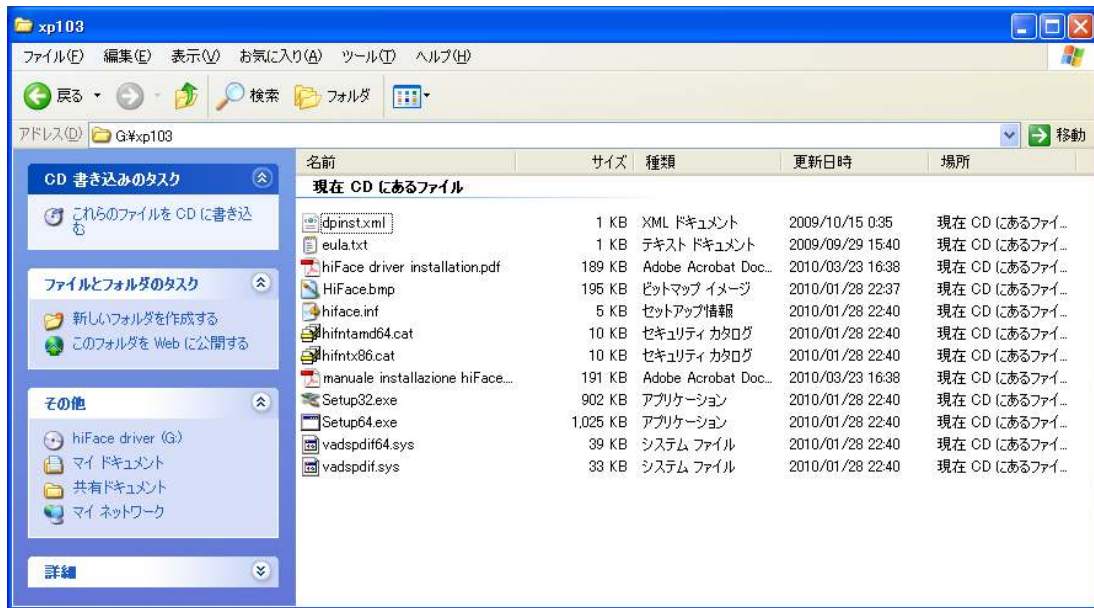 xp103
ファイル(F) 編集(E) 表示(V) お気に入り(A) ツール(T) ヘルプ(H)
戻る 検索 フォルダ
アドレス(D) G:¥xp103 移動
名前 サイズ 種類 更新日時 場所
現在 CD にあるファイル
dpinst.xml 1 KB XML ドキュメント 2009/10/15 0:35 現在 CD にあるファイ...
eula.txt 1 KB テキスト ドキュメント 2009/09/29 15:40 現在 CD にあるファイ...
hiFace driver installation.pdf 189 KB Adobe Acrobat Doc... 2010/03/23 16:38 現在 CD にあるファイ...
HiFace.bmp 195 KB ビットマップ イメージ 2010/01/28 22:37 現在 CD にあるファイ...
hiface.inf 5 KB セットアップ情報 2010/01/28 22:40 現在 CD にあるファイ...
hifntamd64.cat 10 KB セキュリティ カタログ 2010/01/28 22:40 現在 CD にあるファイ...
hifntx86.cat 10 KB セキュリティ カタログ 2010/01/28 22:40 現在 CD にあるファイ...
manuale installazione hiFace... 191 KB Adobe Acrobat Doc... 2010/03/23 16:38 現在 CD にあるファイ...
Setup32.exe 902 KB アプリケーション 2010/01/28 22:40 現在 CD にあるファイ...
Setup64.exe 1,025 KB アプリケーション 2010/01/28 22:40 現在 CD にあるファイ...
vadspdif64.sys 39 KB システム ファイル 2010/01/28 22:40 現在 CD にあるファイ...
vadspdif.sys 33 KB システム ファイル 2010/01/28 22:40 現在 CD にあるファイ...
CD 書き込みのタスク
これらのファイルを CD に書き込
む
ファイルとフォルダのタスク
新しいフォルダを作成する
このフォルダを Web に公開する
その他
hiFace driver (G:)
マイ ドキュメント
共有ドキュメント
マイ ネットワーク
詳細